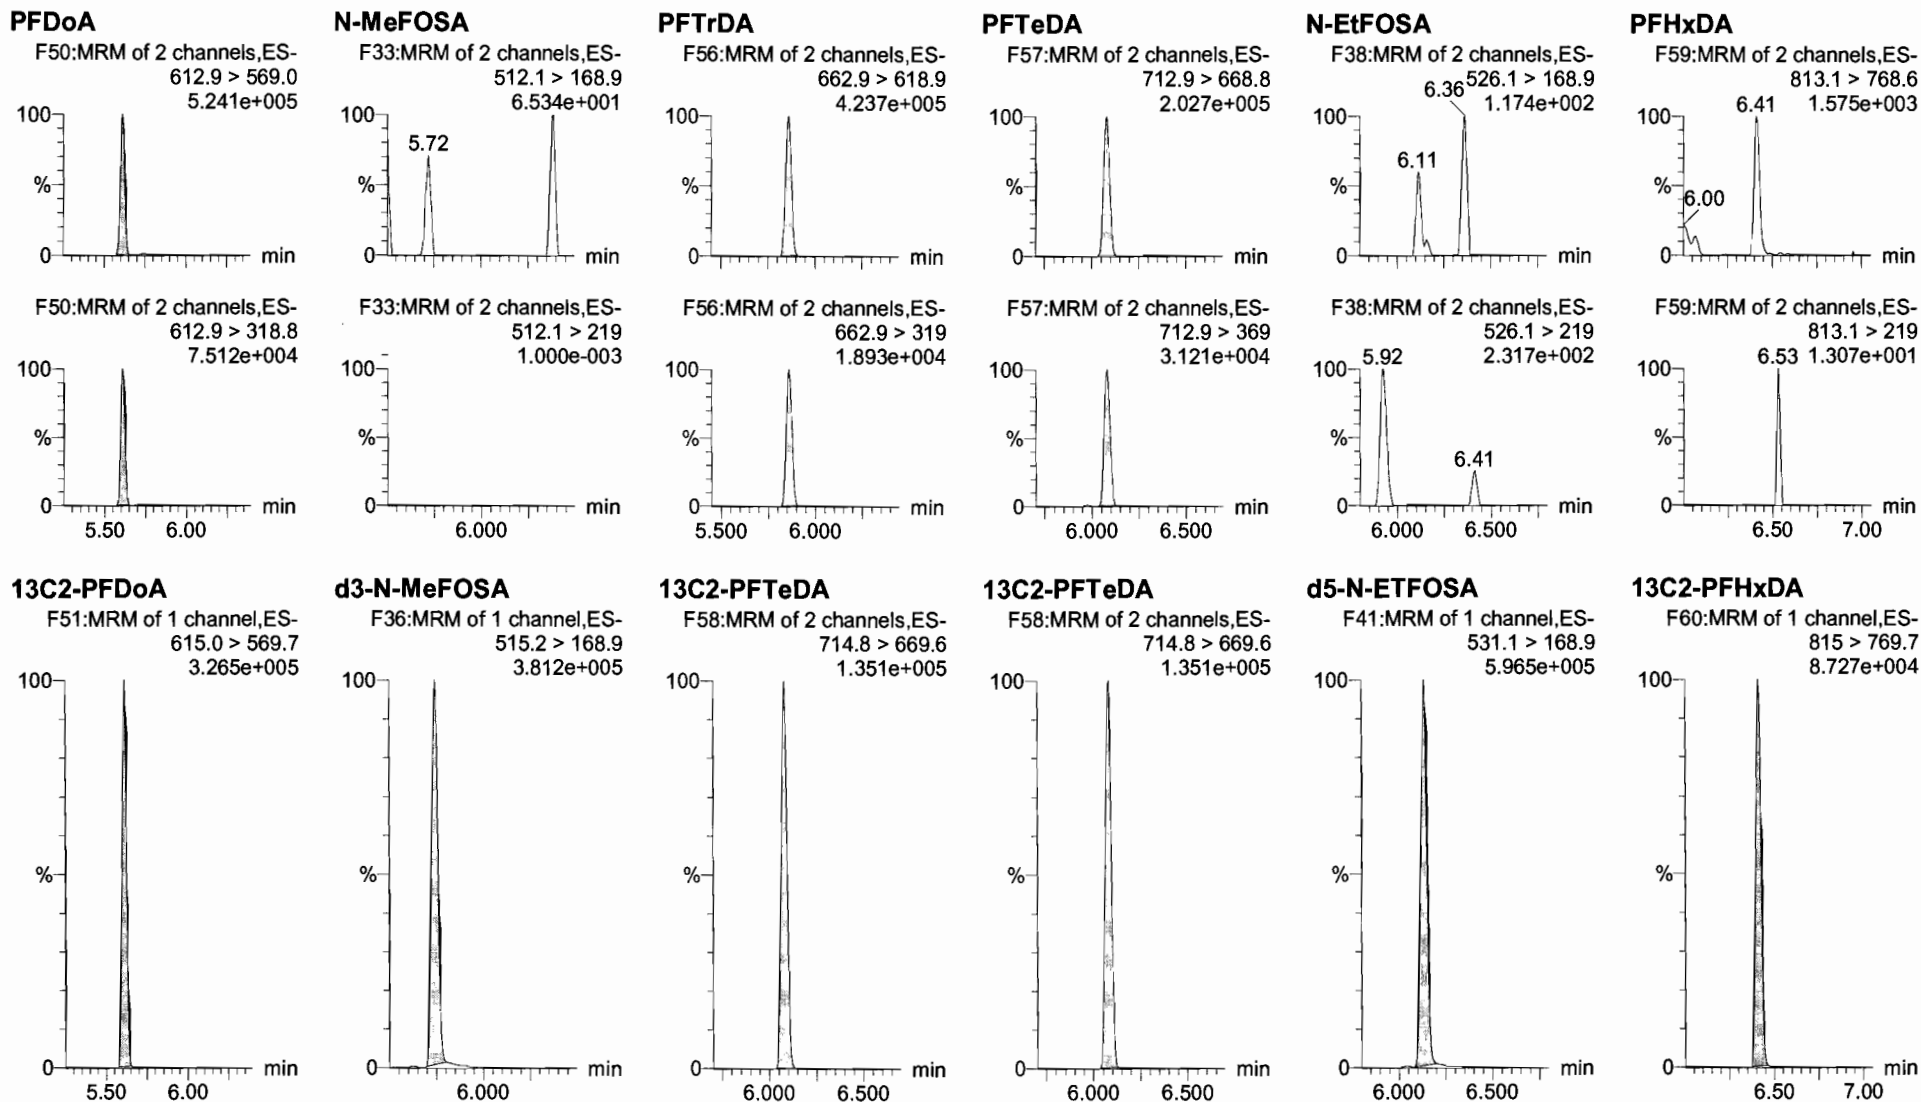 PFDoA
F50:MRM of 2 channels,ES-
612.9 > 569.0
5.241e+005
100
%
0
min
N-MeFOSA
F33:MRM of 2 channels,ES-
512.1 > 168.9
6.534e+001
100
5.72
%
0
min
PFTrDA
F56:MRM of 2 channels,ES-
662.9 > 618.9
4.237e+005
100
%
0
min
PFTeDA
F57:MRM of 2 channels,ES-
712.9 > 668.8
2.027e+005
100
%
0
min
N-EtFOSA
F38:MRM of 2 channels,ES-
6.36 526.1 > 168.9
1.174e+002
100
6.11
%
0
min
PFHxDA
F59:MRM of 2 channels,ES-
813.1 > 768.6
6.41 1.575e+003
100
%
6.00
0
min
F50:MRM of 2 channels,ES-
612.9 > 318.8
7.512e+004
100
%
0
min
5.50 6.00
F33:MRM of 2 channels,ES-
512.1 > 219
1.000e-003
100
%
0
min
6.000
F56:MRM of 2 channels,ES-
662.9 > 319
1.893e+004
100
%
0
min
5.500 6.000
F57:MRM of 2 channels,ES-
712.9 > 369
3.121e+004
100
%
0
min
6.000 6.500
F38:MRM of 2 channels,ES-
526.1 > 219
5.92 2.317e+002
100
%
6.41
0
min
6.000 6.500
F59:MRM of 2 channels,ES-
813.1 > 219
6.53 1.307e+001
100
%
0
min
6.50 7.00
13C2-PFDoA
F51:MRM of 1 channel,ES-
615.0 > 569.7
3.265e+005
100
%
0
min
5.50 6.00
d3-N-MeFOSA
F36:MRM of 1 channel,ES-
515.2 > 168.9
3.812e+005
100
%
0
min
6.000
13C2-PFTeDA
F58:MRM of 2 channels,ES-
714.8 > 669.6
1.351e+005
100
%
0
min
6.000 6.500
13C2-PFTeDA
F58:MRM of 2 channels,ES-
714.8 > 669.6
1.351e+005
100
%
0
min
6.000 6.500
d5-N-ETFOSA
F41:MRM of 1 channel,ES-
531.1 > 168.9
5.965e+005
100
%
0
min
6.000 6.500
13C2-PFHxDA
F60:MRM of 1 channel,ES-
815 > 769.7
8.727e+004
100
%
0
min
6.50 7.00